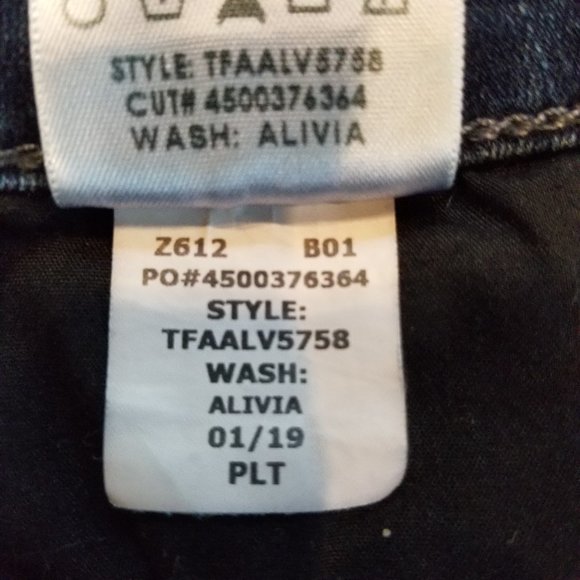 STYLE: TFAALV5758
CUT# 4500376364
WASH: ALIVIA
Z612 B01
PO#4500376364
STYLE:
TFAALV5758
WASH:
ALIVIA
01/19
PLT